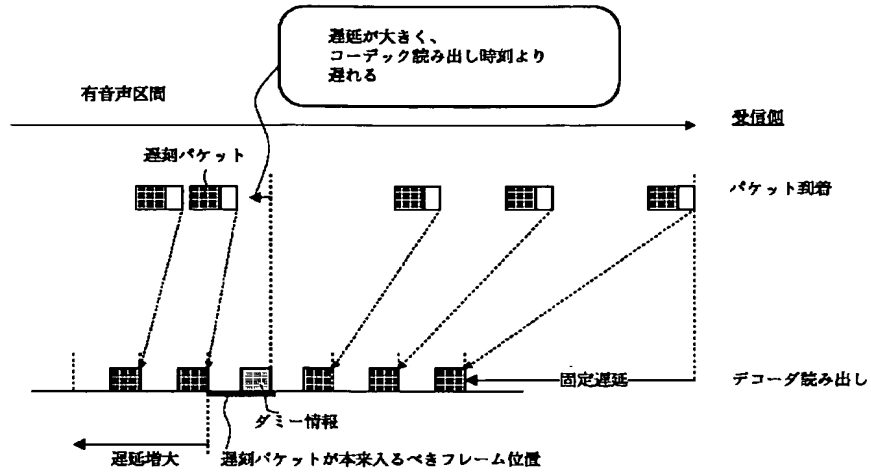 遅延が大きく、
コーデック読み出し時刻より
遅れる
有音声区間
受信側
遅刻パケット
パケット到着
固定遅延
デコーダ読み出し
ダミー情報
遅延増大
遅刻パケットが本来入るべきフレーム位置